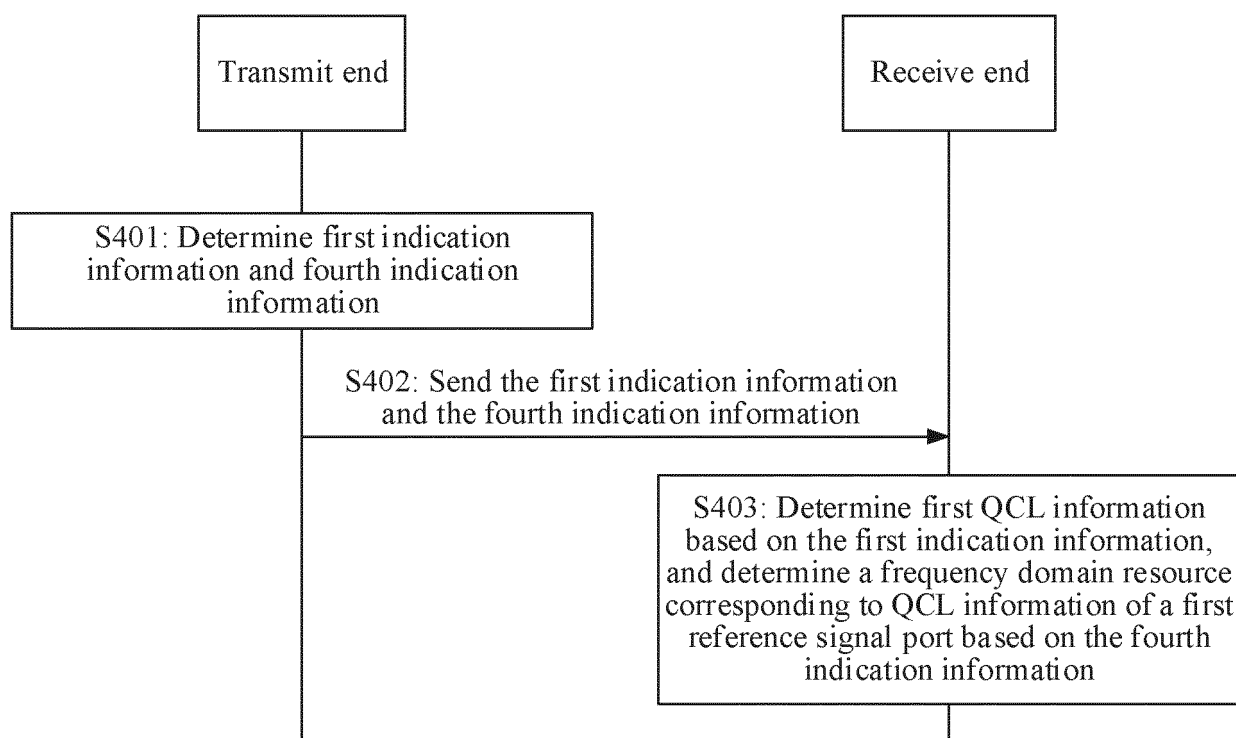 Transmit end
Receive end
S401: Determine first indication
information and fourth indication
information
S402: Send the first indication information
and the fourth indication information
S403: Determine first QCL information
based on the first indication information,
and determine a frequency domain resource
corresponding to QCL information of a first
reference signal port based on the fourth
indication information